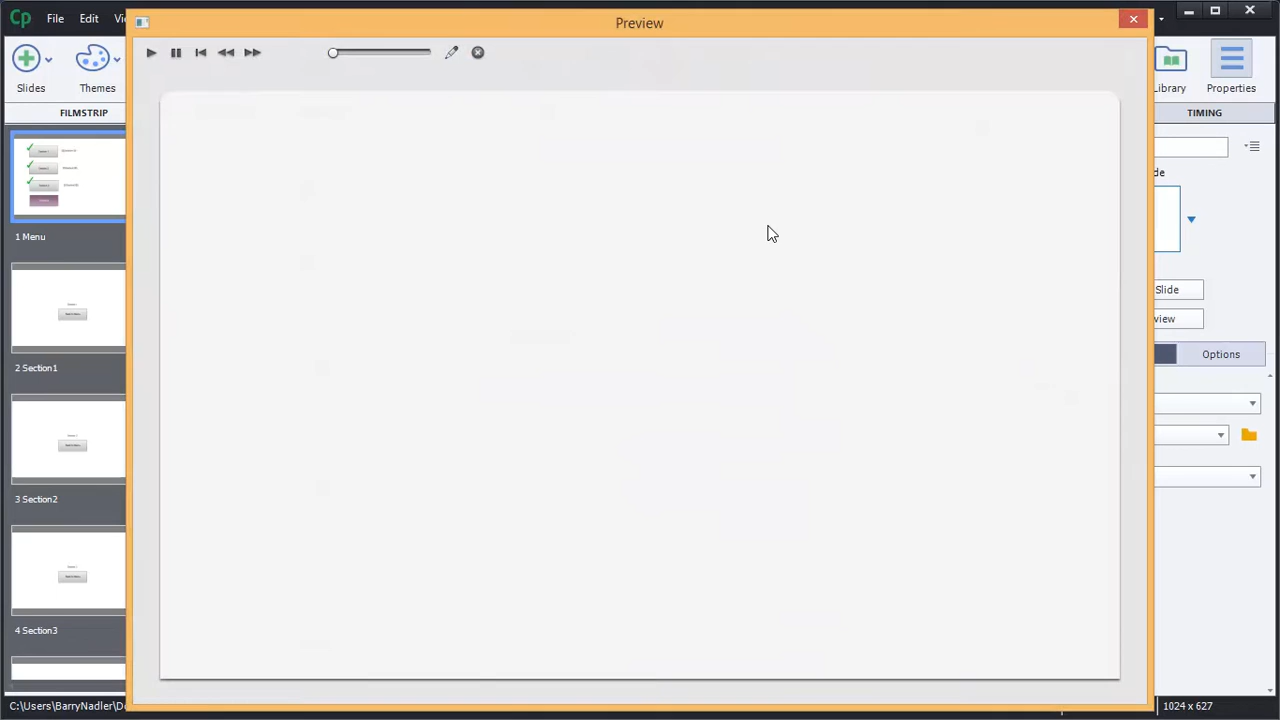 Cp File Edit Vi
Preview
Slides
Themes
Library
Properties
FILMSTRIP
TIMING
de
1 Menu
Slide
view
Options
2 Section1
3 Section2
4 Section3
C:\Users\BarryNadler\D
1024 x 627